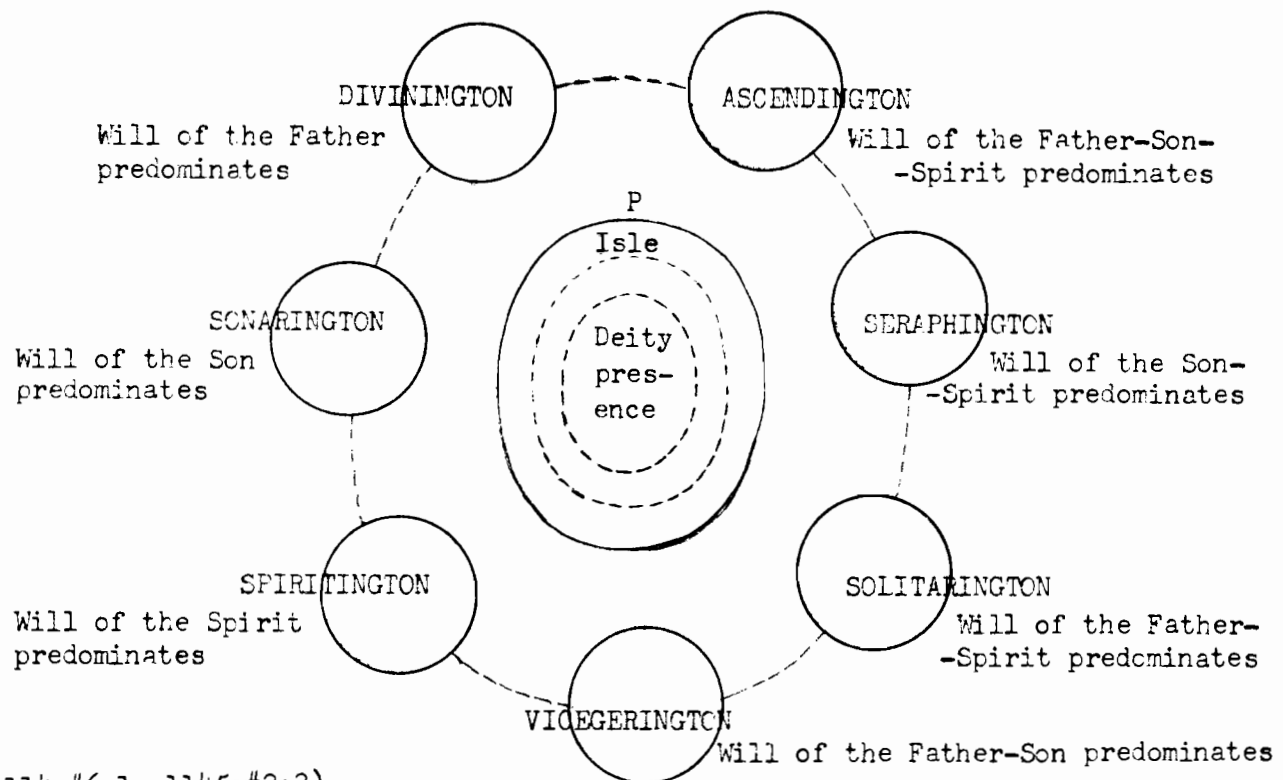 DIVININGTON
Will of the Father
predominates
ASCENDINGTON
Will of the Father-Son-
-Spirit predominates
P
Isle
Deity
pres-
ence
SONARINGTON
Will of the Son
predominates
SERAPHINGTON
Will of the Son-
-Spirit predominates
SPIRITINGTON
Will of the Spirit
predominates
SOLITARINGTON
Will of the Father-
-Spirit predominates
VICEGERINGTON
Will of the Father-Son predominates